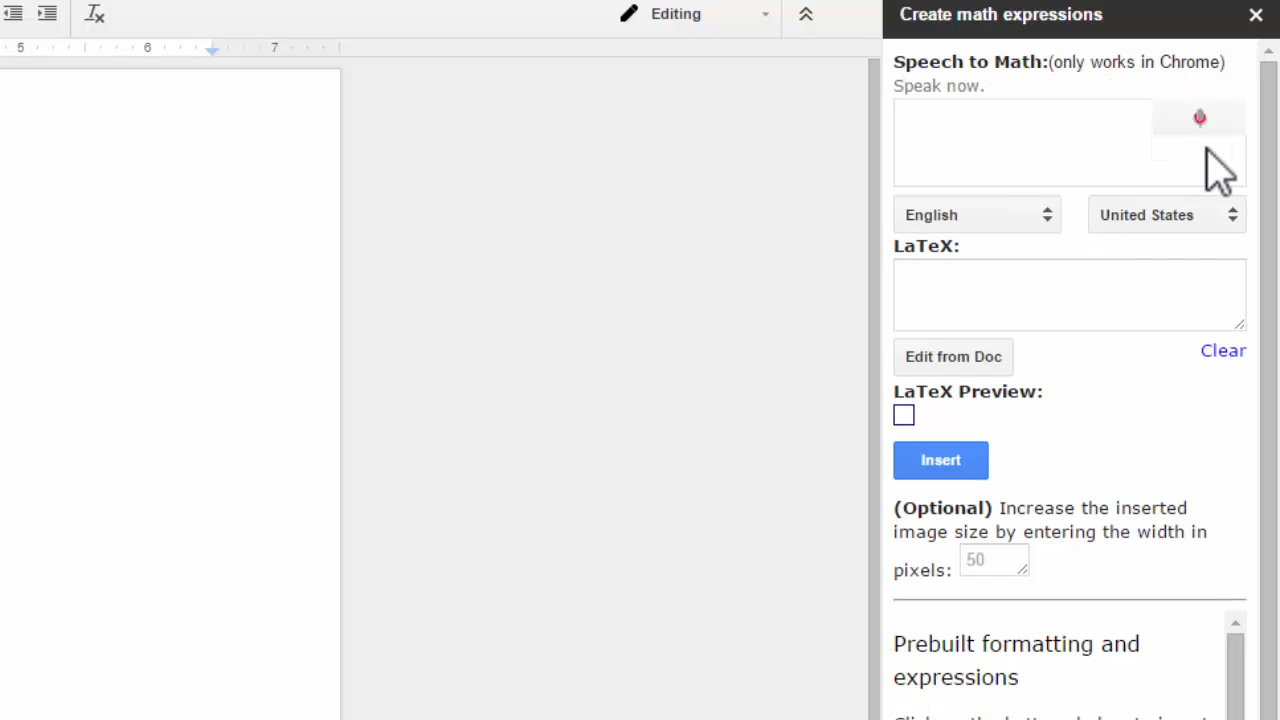 Editing
Create math expressions
5 6 7
Speech to Math:(only works in Chrome)
Speak now.
English
United States
LaTeX:
Edit from Doc
Clear
LaTeX Preview:
Insert
(Optional) Increase the inserted
image size by entering the width in
pixels: 50
Prebuilt formatting and
expressions